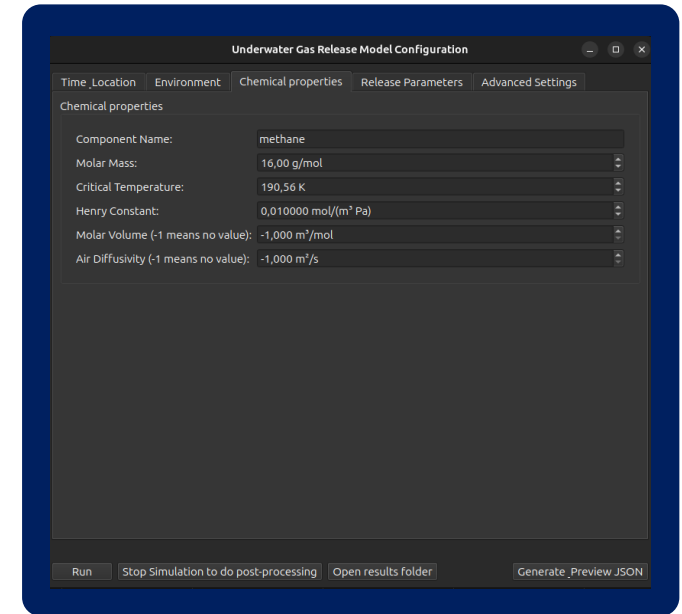 Underwater Gas Release Model Configuration
Time_Location Environment Chemical properties Release Parameters Advanced Settings
Chemical properties
Component Name: methane
Molar Mass: 16,00 g/mol
Critical Temperature: 190,56 K
Henry Constant: 0,010000 mol/(m³ Pa)
Molar Volume (-1 means no value): -1,000 m³/mol
Air Diffusivity (-1 means no value): -1,000 m²/s
Run Stop Simulation to do post-processing Open results folder Generate_Preview JSON